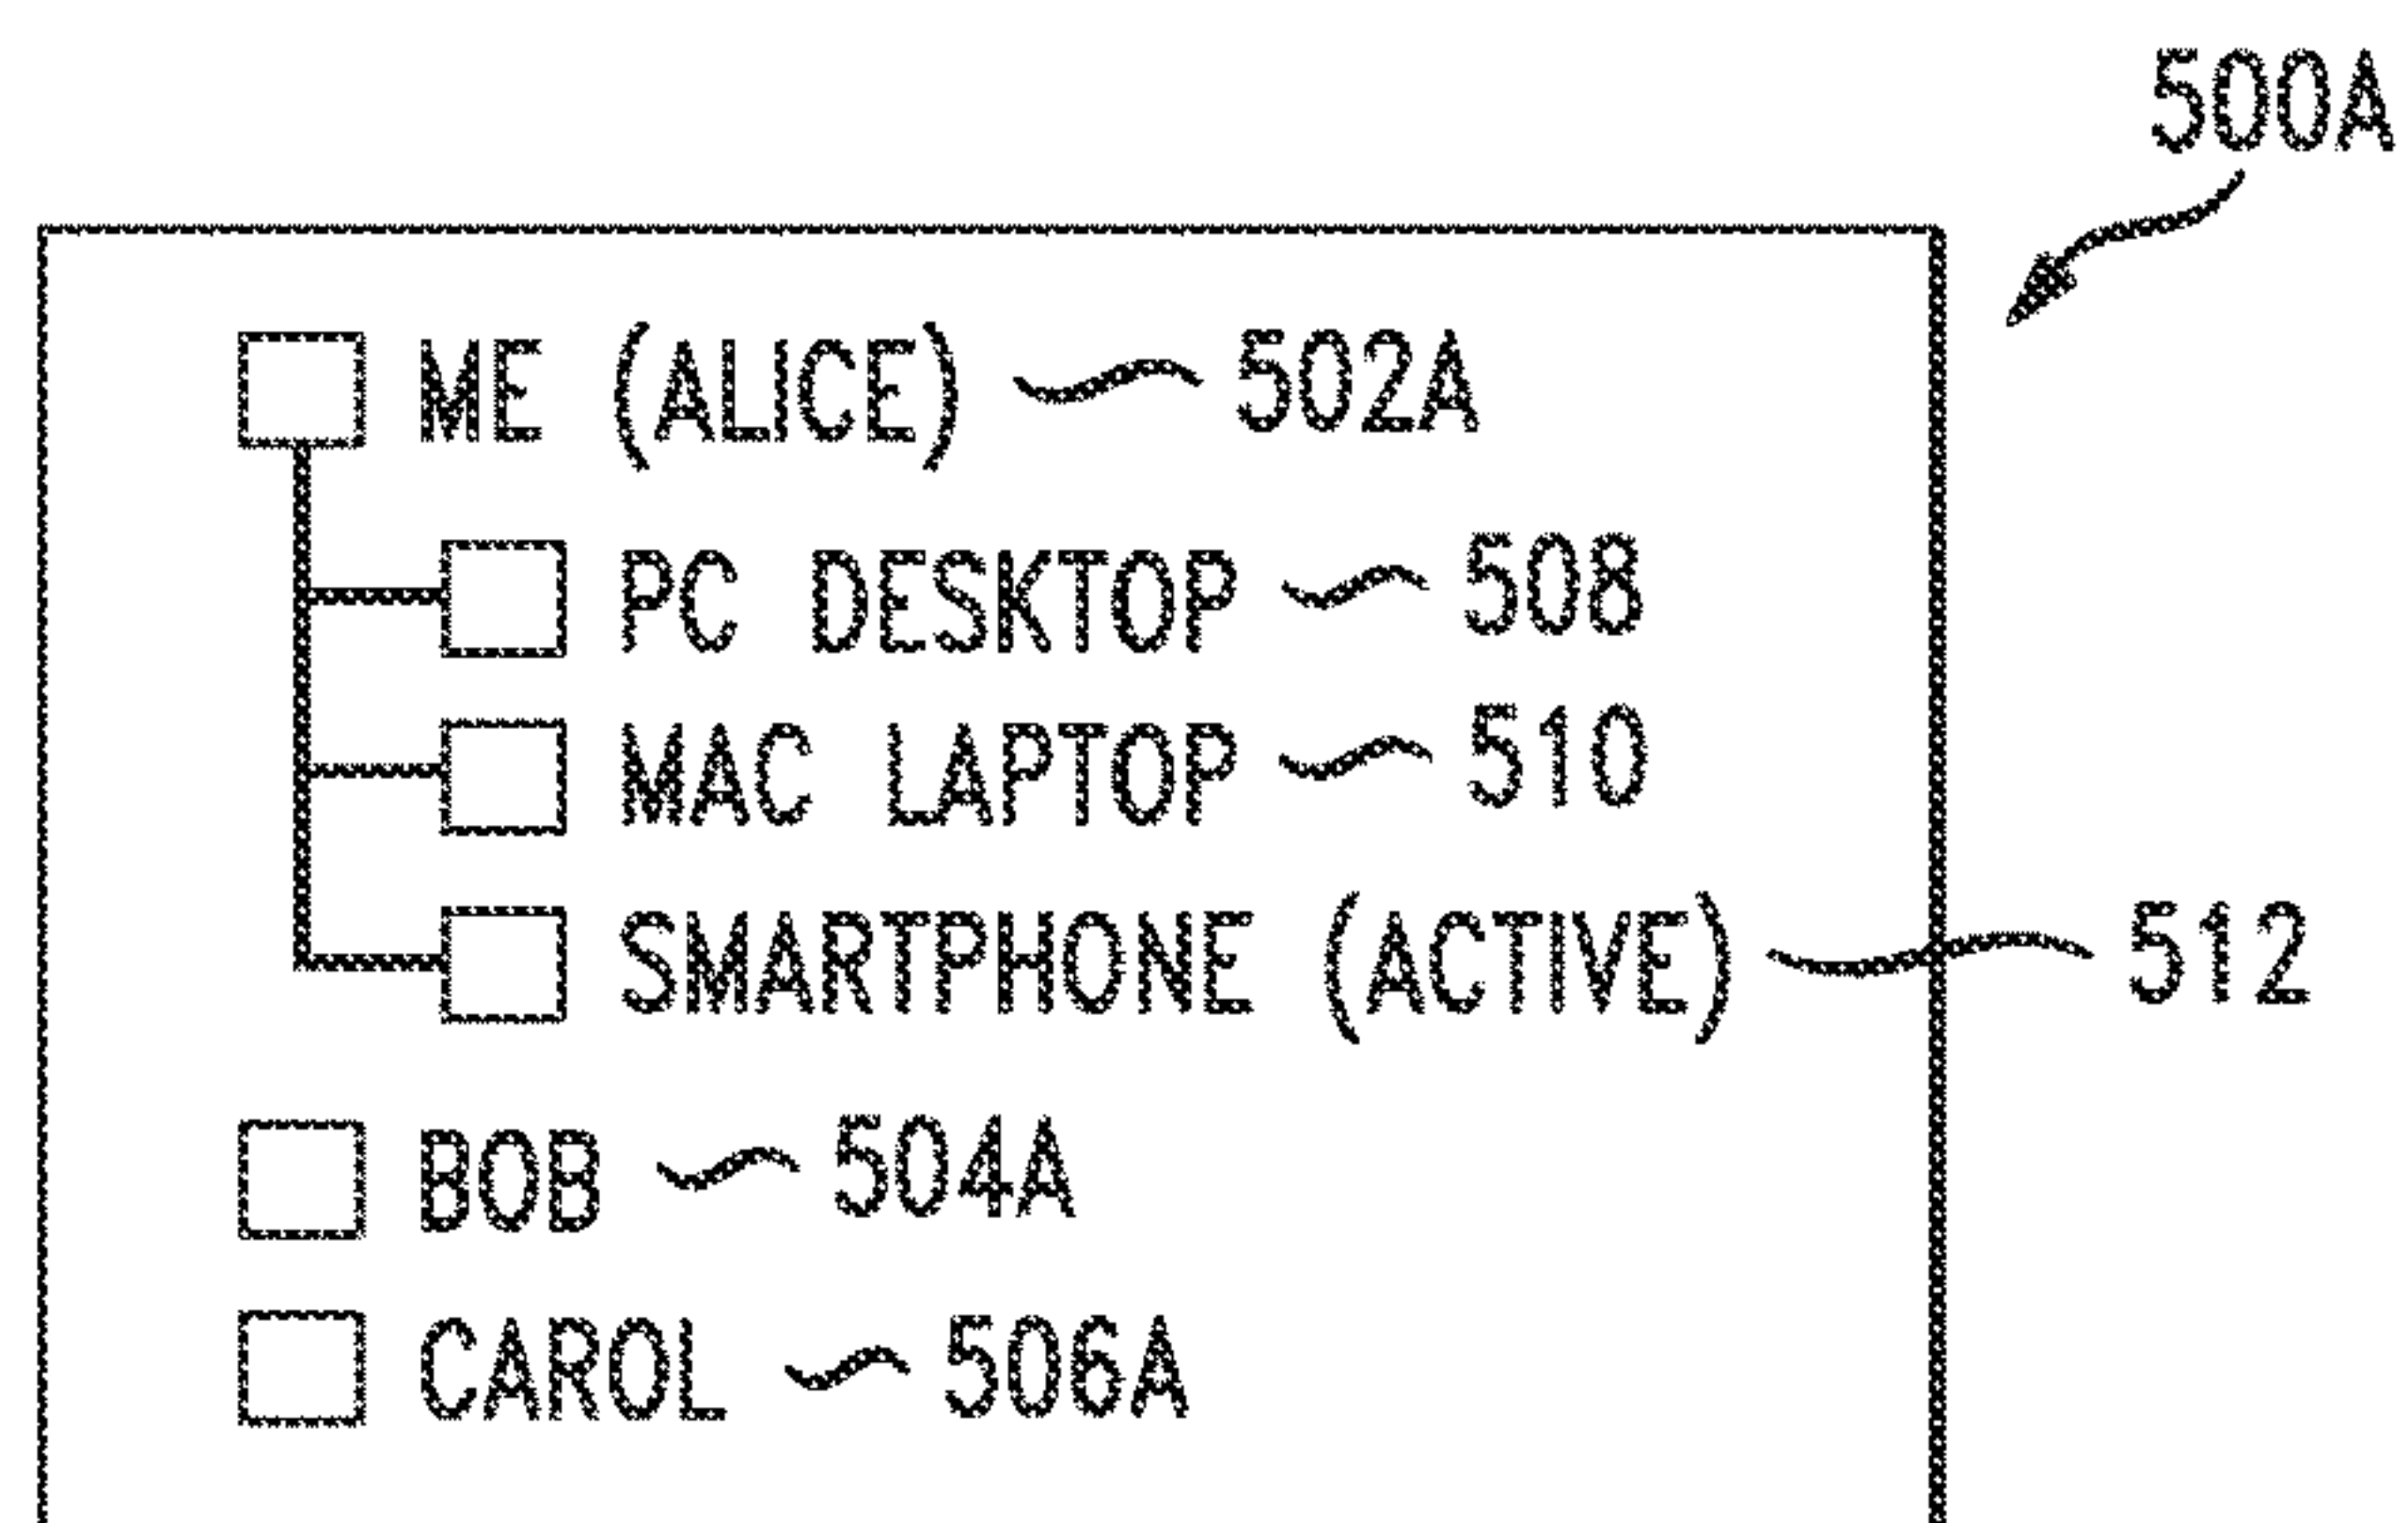 500A
ME (ALICE) 502A
PC DESKTOP 508
MAC LAPTOP 510
SMARTPHONE (ACTIVE) 512
BOB 504A
CAROL 506A